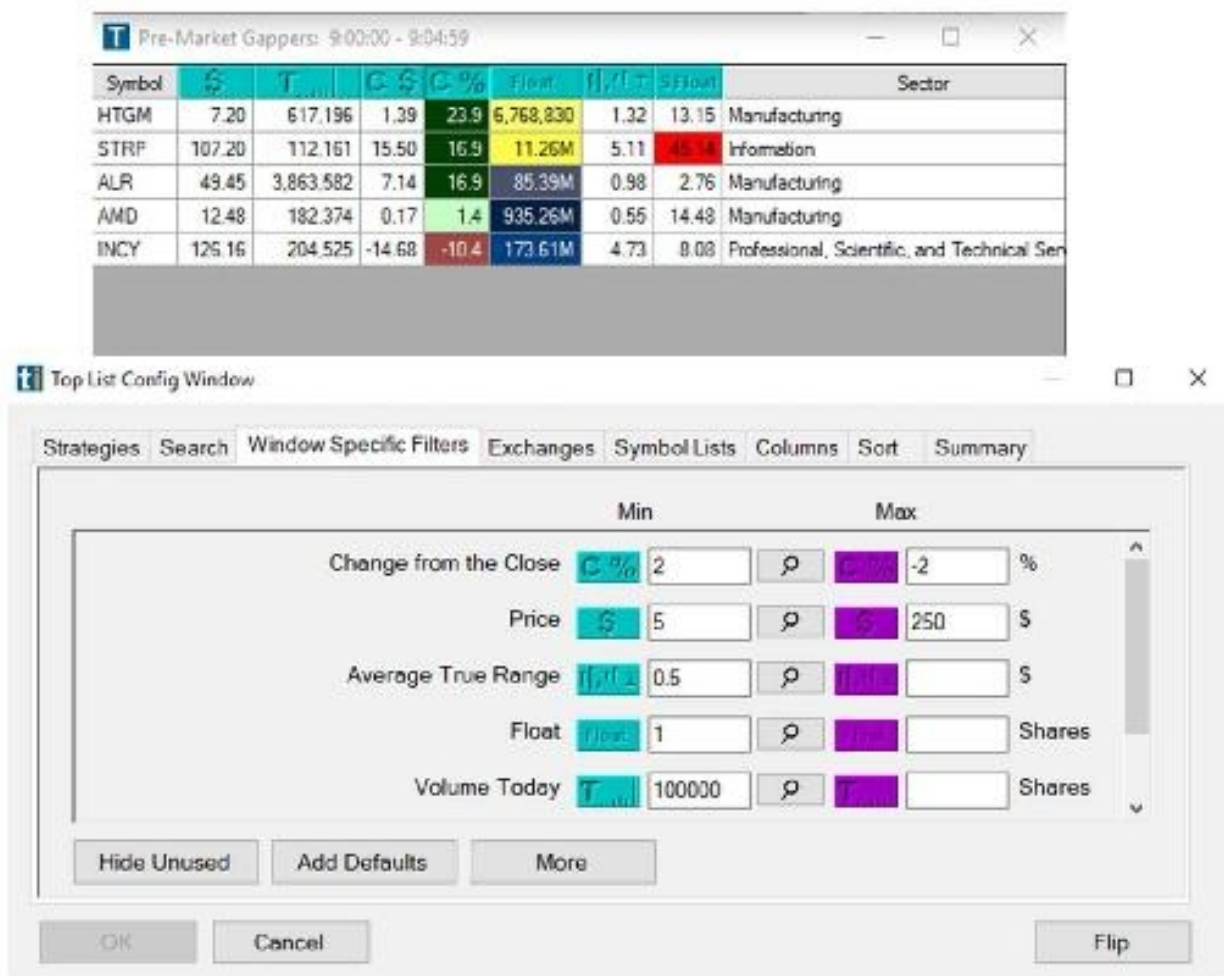 T Pre-Market Gappers: 9:00:00 - 9:04:59
Symbol $ T C $ C % Float S Float Sector
HTGM 7.20 617,196 1.39 23.9 6,768,830 1.32 13.15 Manufacturing
STRP 107.20 112,161 15.50 16.9 11.26M 5.11 45.14 Information
ALR 49.45 3,863,582 7.14 16.9 85.39M 0.98 2.76 Manufacturing
AMD 12.48 182,374 0.17 1.4 935.26M 0.55 14.48 Manufacturing
INCY 126.16 204,525 -14.68 -10.4 173.61M 4.73 8.08 Professional, Scientific, and Technical Ser
ti Top List Config Window
Strategies Search Window Specific Filters Exchanges Symbol Lists Columns Sort Summary
Min Max
Change from the Close C % 2 C % -2 %
Price $ 5 $ 250 $
Average True Range 0.5 $
Float Float 1 Float Shares
Volume Today T 100000 T Shares
Hide Unused Add Defaults More
OK Cancel Flip